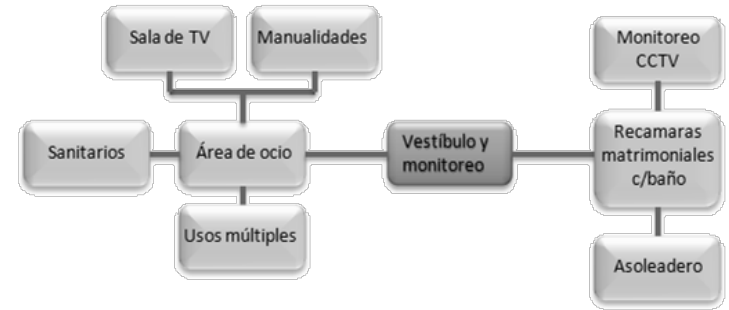 Sala de TV
Manualidades
Monitoreo
CCTV
Sanitarios
Área de ocio
Vestíbulo y
monitoreo
Recamaras
matrimoniales
c/baño
Usos múltiples
Asoleadero